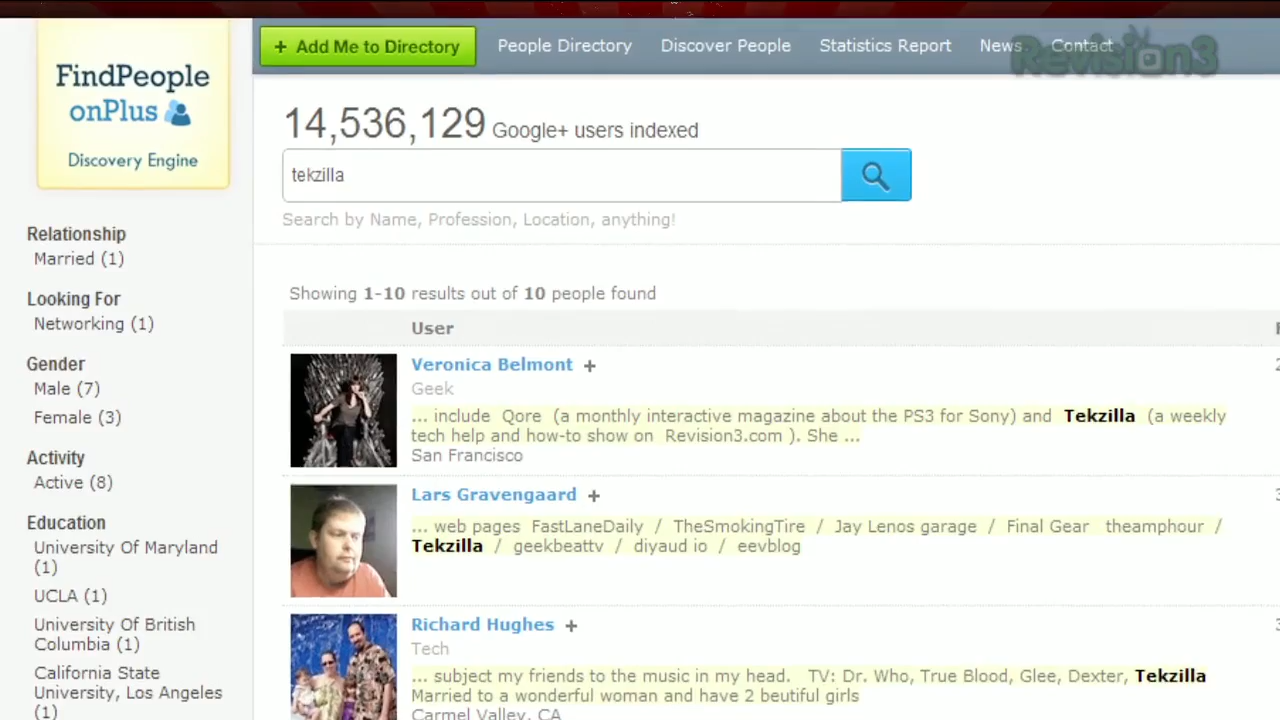 FindPeople
onPlus
Discovery Engine
+ Add Me to Directory
People Directory
Discover People
Statistics Report
News
Contact
Revision3
14,536,129 Google+ users indexed
tekzilla
Search by Name, Profession, Location, anything!
Relationship
Married (1)
Looking For
Networking (1)
Gender
Male (7)
Female (3)
Activity
Active (8)
Education
University Of Maryland
(1)
UCLA (1)
University Of British
Columbia (1)
California State
University, Los Angeles
(1)
Showing 1-10 results out of 10 people found
User
Veronica Belmont +
Geek
... include Qore (a monthly interactive magazine about the PS3 for Sony) and Tekzilla (a weekly
tech help and how-to show on Revision3.com ). She ...
San Francisco
Lars Gravengaard +
... web pages FastLaneDaily / TheSmokingTire / Jay Lenos garage / Final Gear theamphour /
Tekzilla / geekbeattv / diyaud io / eevblog
Richard Hughes +
Tech
... subject my friends to the music in my head. TV: Dr. Who, True Blood, Glee, Dexter, Tekzilla
Married to a wonderful woman and have 2 beutiful girls
Carmel Valley, CA